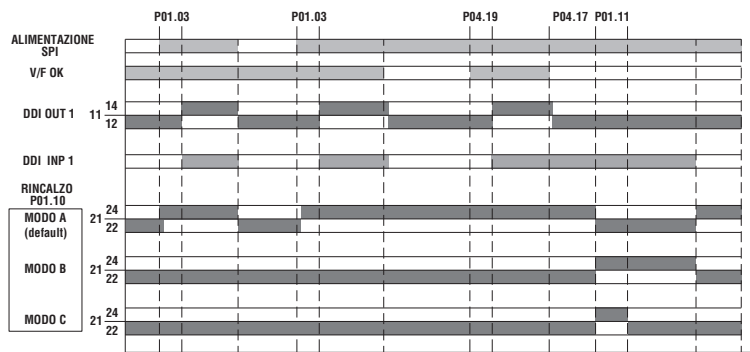 P01.03 P01.03 P04.19 P04.17 P01.11
ALIMENTAZIONE
SPI
V/F OK
DDI OUT 1 11 14
12
DDI INP 1
RINCALZO
P01.10
MODO A
(default)
21 24
22
MODO B 21 24
22
MODO C 21 24
22